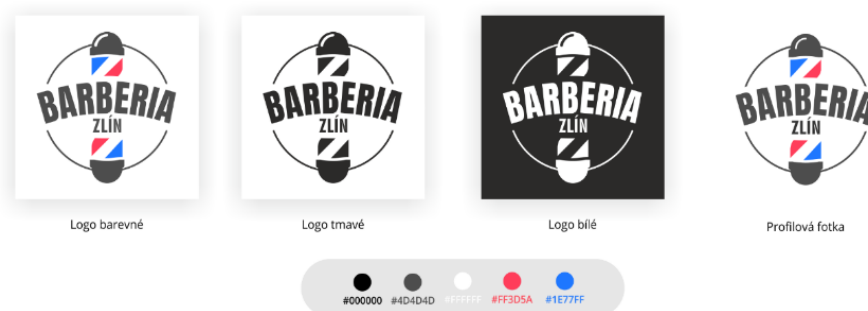 BARBERIA
ZLÍN
BARBERIA
ZLÍN
BARBERIA
ZLÍN
BARBERIA
ZLÍN
Logo barevné
Logo tmavé
Logo bílé
Profilová fotka
#000000 #4D4D4D #FFFFFF #FF3D5A #1E77FF